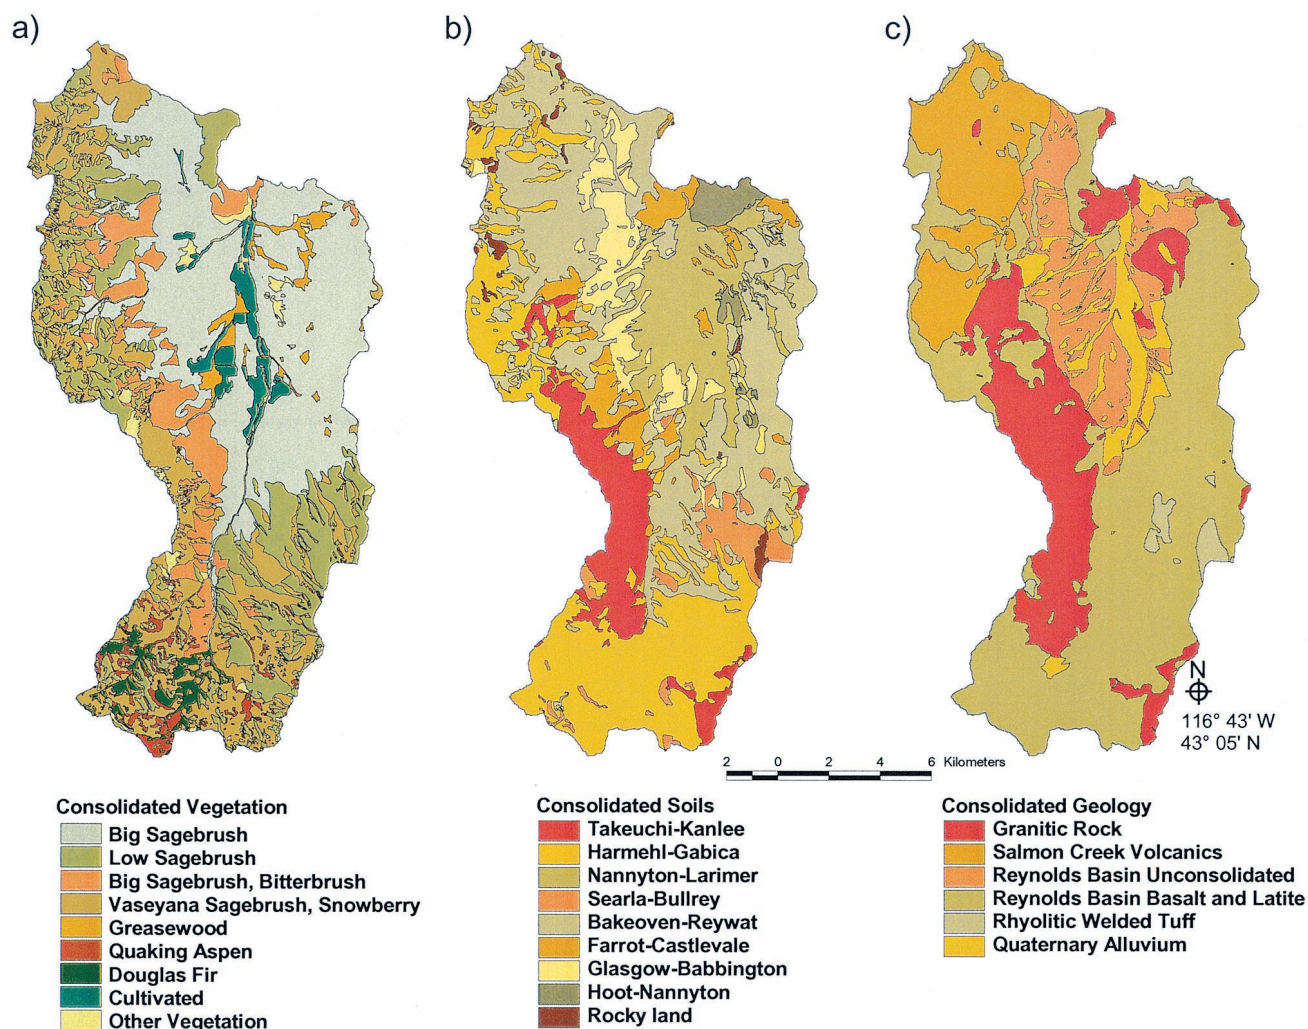 a)
b)
c)
N
116° 43' W
43° 05' N
2 0 2 4 6 Kilometers
Consolidated Vegetation
Big Sagebrush
Low Sagebrush
Big Sagebrush, Bitterbrush
Vaseyana Sagebrush, Snowberry
Greasewood
Quaking Aspen
Douglas Fir
Cultivated
Other Vegetation
Consolidated Soils
Takeuchi-Kanlee
Harmehl-Gabica
Nannyton-Larimer
Searla-Bullrey
Bakeoven-Reywat
Farrot-Castlevale
Glasgow-Babbington
Hoot-Nannyton
Rocky land
Consolidated Geology
Granitic Rock
Salmon Creek Volcanics
Reynolds Basin Unconsolidated
Reynolds Basin Basalt and Latite
Rhyolitic Welded Tuff
Quaternary Alluvium